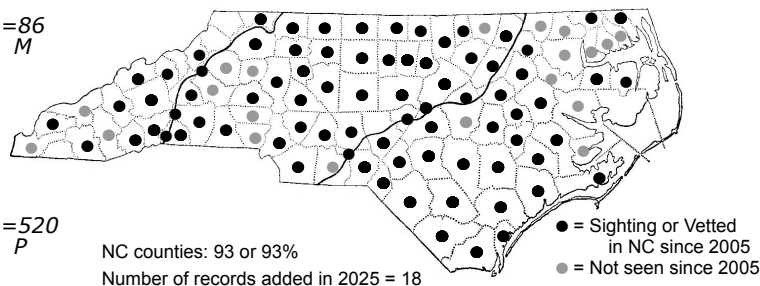 =86
M
=520
P
NC counties: 93 or 93%
Number of records added in 2025 = 18
= Sighting or Vetted
in NC since 2005
= Not seen since 2005